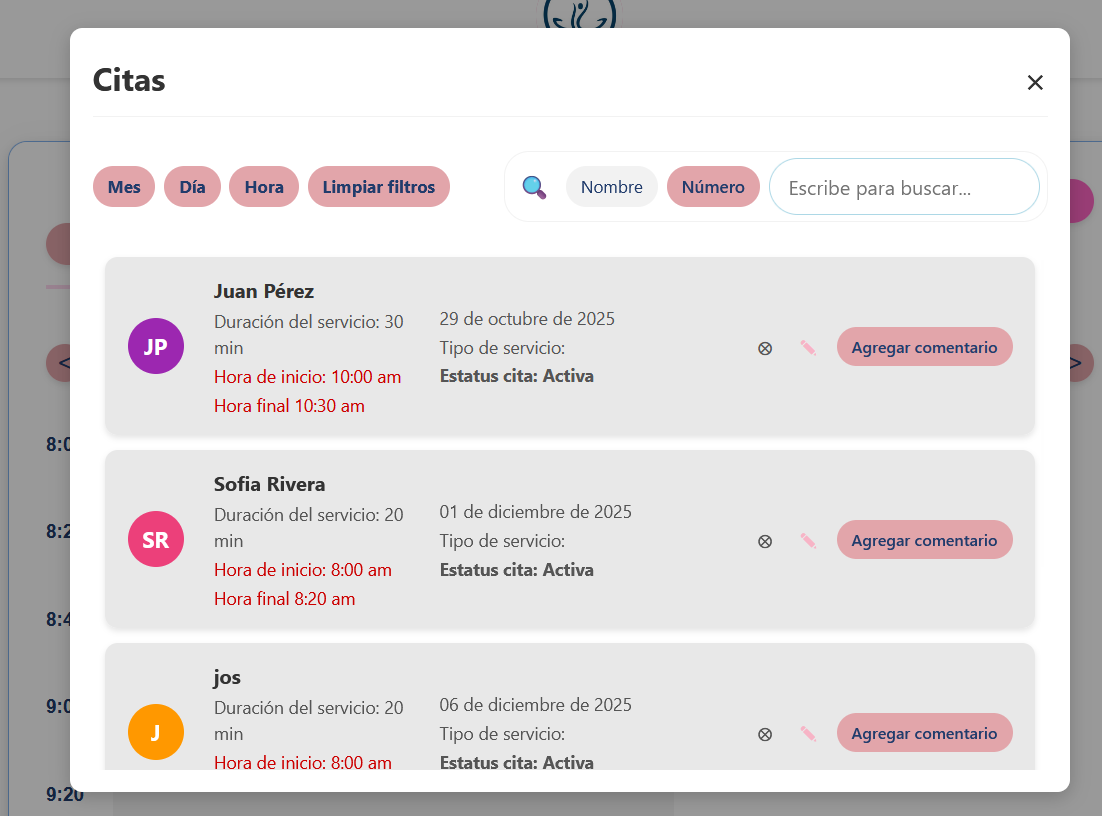 Citas
×
Mes Día Hora Limpiar filtros
Nombre Número Escribe para buscar...
JP
Juan Pérez
Duración del servicio: 30
min
Hora de inicio: 10:00 am
Hora final 10:30 am
29 de octubre de 2025
Tipo de servicio:
Estatus cita: Activa
Agregar comentario
SR
Sofia Rivera
Duración del servicio: 20
min
Hora de inicio: 8:00 am
Hora final 8:20 am
01 de diciembre de 2025
Tipo de servicio:
Estatus cita: Activa
Agregar comentario
J
jos
Duración del servicio: 20
min
Hora de inicio: 8:00 am
06 de diciembre de 2025
Tipo de servicio:
Estatus cita: Activa
Agregar comentario
<
>
9:20